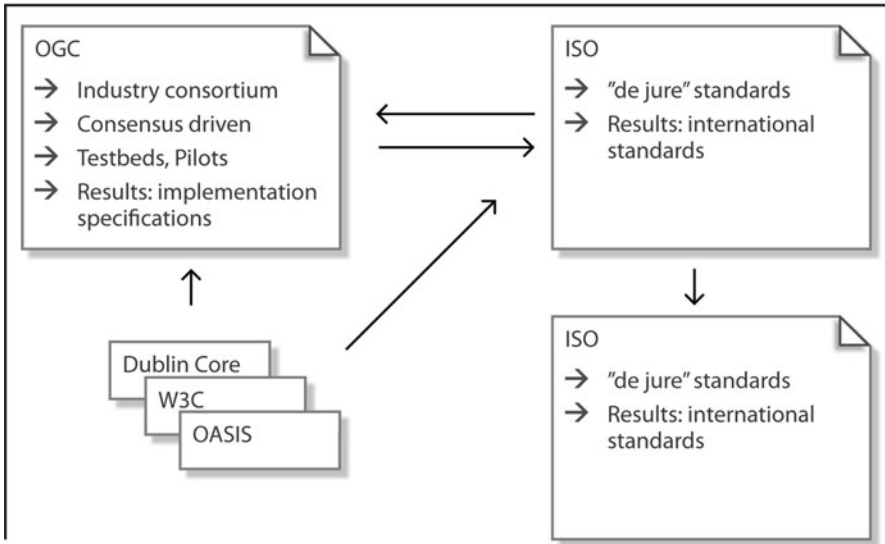 OGC
→ Industry consortium
→ Consensus driven
→ Testbeds, Pilots
→ Results: implementation
specifications
ISO
→ ”de jure” standards
→ Results: international
standards
Dublin Core
W3C
OASIS
ISO
→ ”de jure” standards
→ Results: international
standards